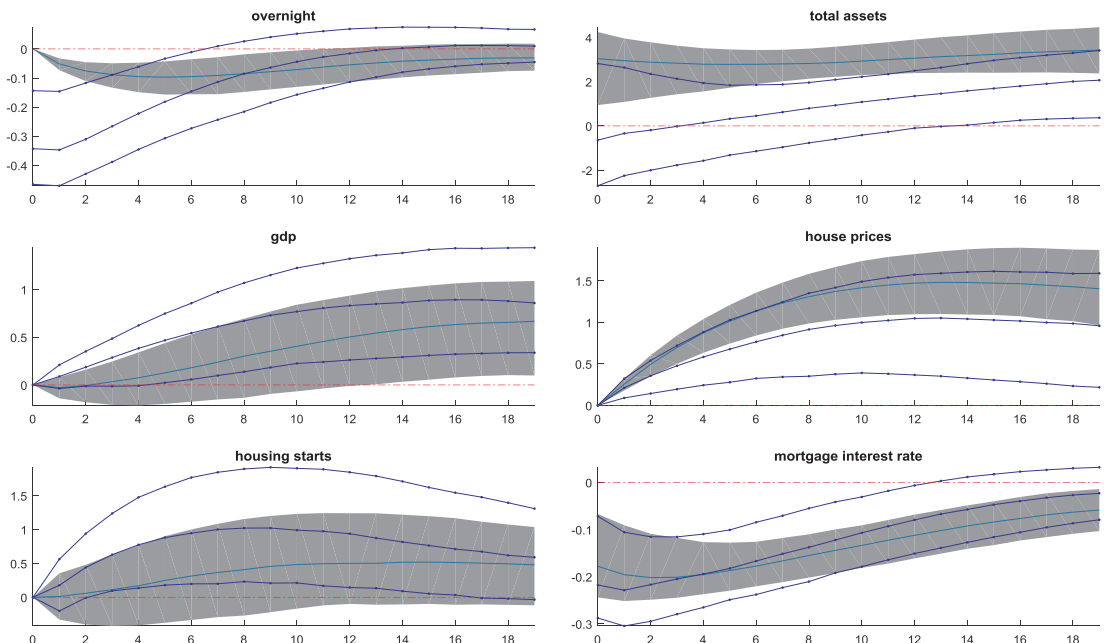 overnight
0
-0.1
-0.2
-0.3
-0.4
0 2 4 6 8 10 12 14 16 18
total assets
4
2
0
-2
0 2 4 6 8 10 12 14 16 18
gdp
1
0.5
0
0 2 4 6 8 10 12 14 16 18
house prices
1.5
1
0.5
0
0 2 4 6 8 10 12 14 16 18
housing starts
1.5
1
0.5
0
0 2 4 6 8 10 12 14 16 18
mortgage interest rate
0
-0.1
-0.2
-0.3
0 2 4 6 8 10 12 14 16 18